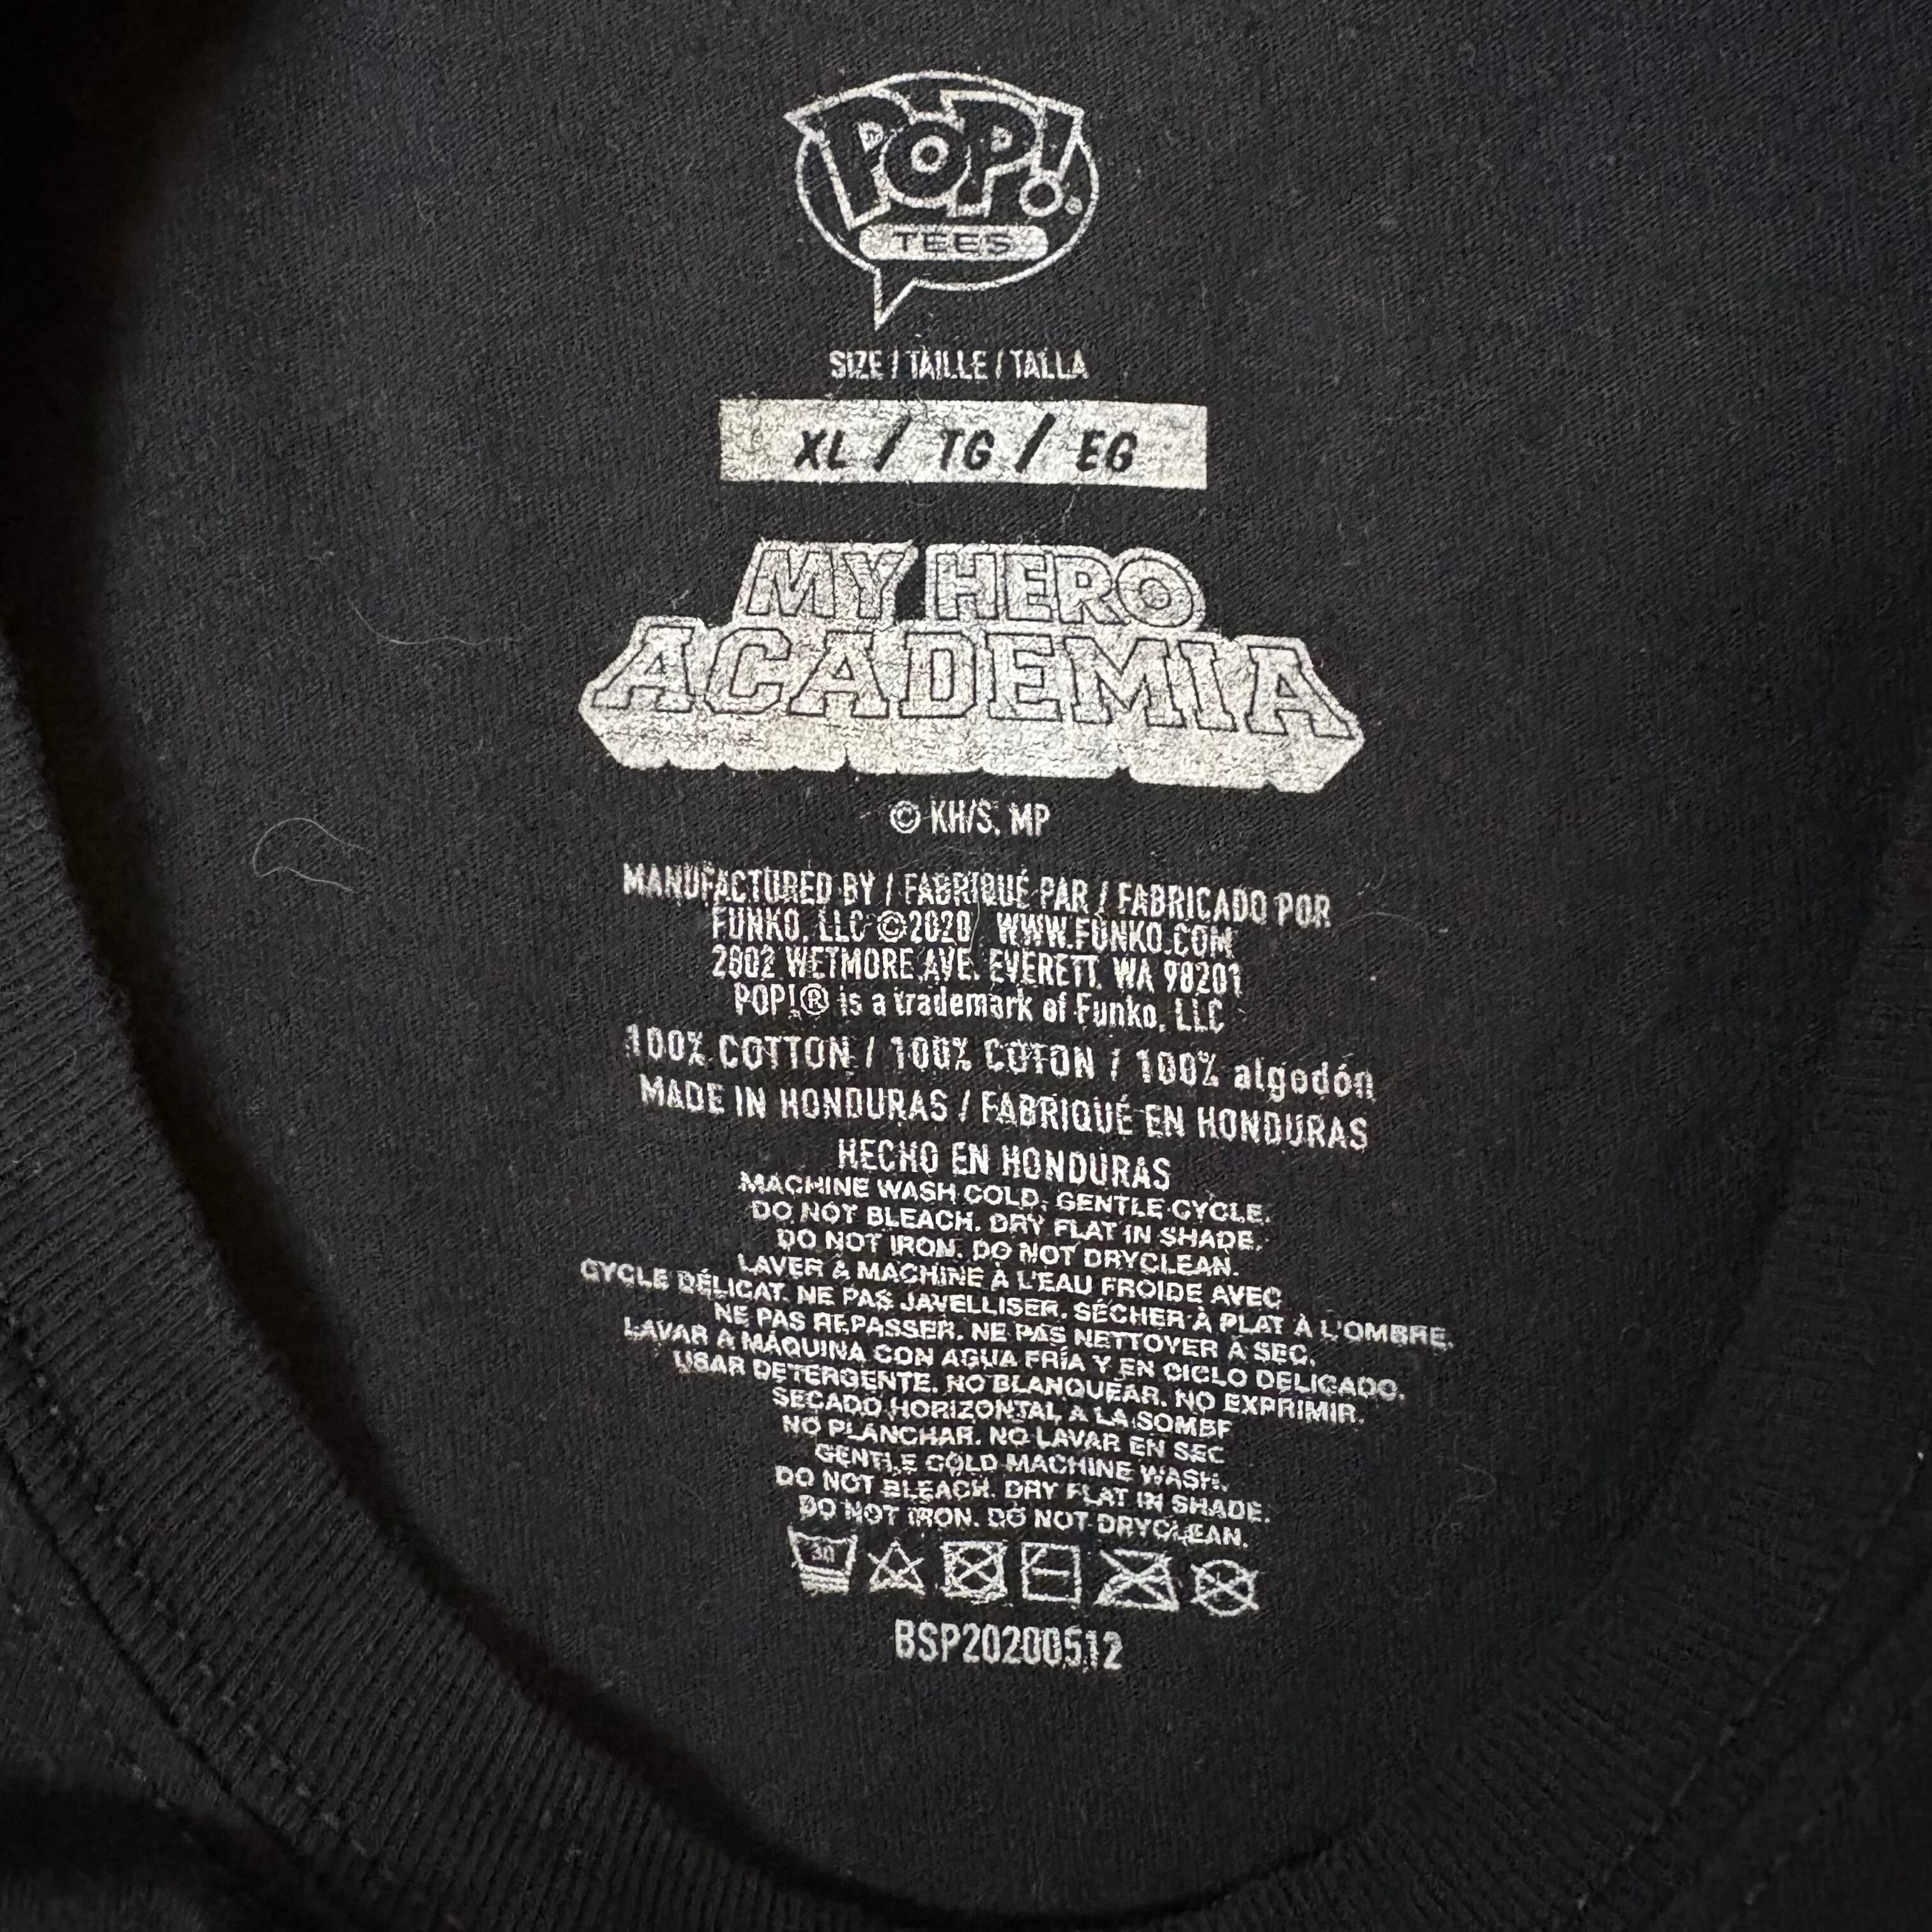 POP!
TEES
SIZE / TAILLE / TALLA
XL / TG / EG
MY HERO
ACADEMIA
© KH/S. MP
MANUFACTURED BY / FABRIQUÉ PAR / FABRICADO POR
FUNKO, LLC ©2020 WWW.FUNKO.COM
2802 WETMORE AVE. EVERETT, WA 98201
POP!® is a trademark of Funko, LLC
100% COTTON / 100% COTON / 100% algodón
MADE IN HONDURAS / FABRIQUÉ EN HONDURAS
HECHO EN HONDURAS
MACHINE WASH COLD, GENTLE CYCLE.
DO NOT BLEACH. DRY FLAT IN SHADE.
DO NOT IRON. DO NOT DRYCLEAN.
LAVER À MACHINE À L'EAU FROIDE AVEC
CYCLE DÉLICAT. NE PAS JAVELLISER. SÉCHER À PLAT À L'OMBRE.
NE PAS REPASSER. NE PAS NETTOYER À SEC.
LAVAR A MÁQUINA CON AGUA FRÍA Y EN CICLO DELICADO.
USAR DETERGENTE. NO BLANQUEAR. NO EXPRIMIR.
SECADO HORIZONTAL A LA SOMBF
NO PLANCHAR. NO LAVAR EN SEC
GENTLE COLD MACHINE WASH.
DO NOT BLEACH. DRY FLAT IN SHADE.
DO NOT IRON. DO NOT DRYCLEAN.
30
BSP20200512